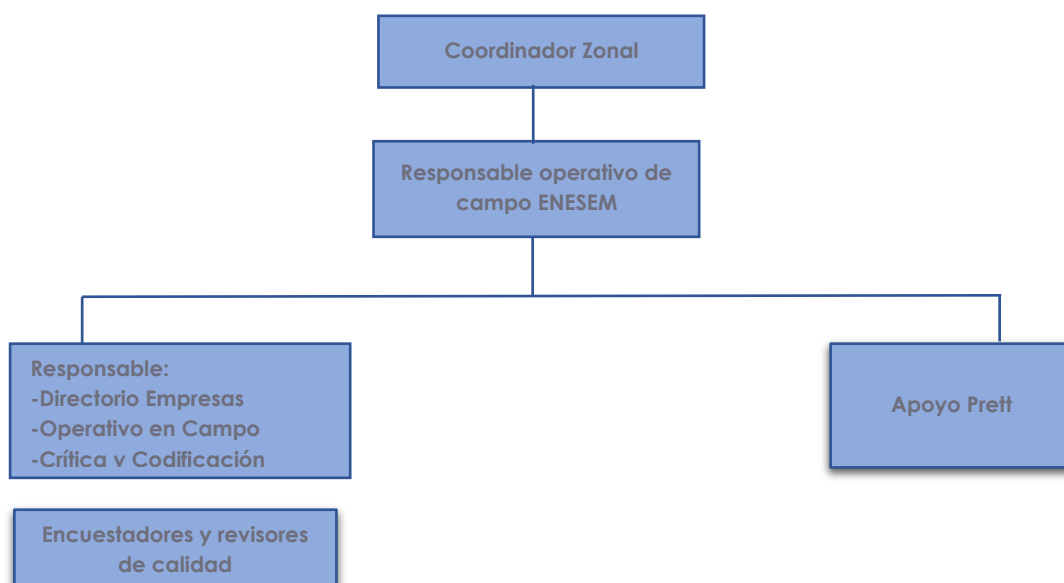 Coordinador Zonal
Responsable operativo de
campo ENESEM
Responsable:
-Directorio Empresas
-Operativo en Campo
-Crítica y Codificación
Apoyo Prett
Encuestadores y revisores
de calidad